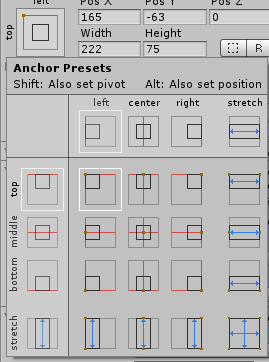 left
Pos X Pos Y Pos Z
top
165 -63 0
Width Height
222 75
R
Anchor Presets
Shift: Also set pivot Alt: Also set position
left center right stretch
top
middle
bottom
stretch